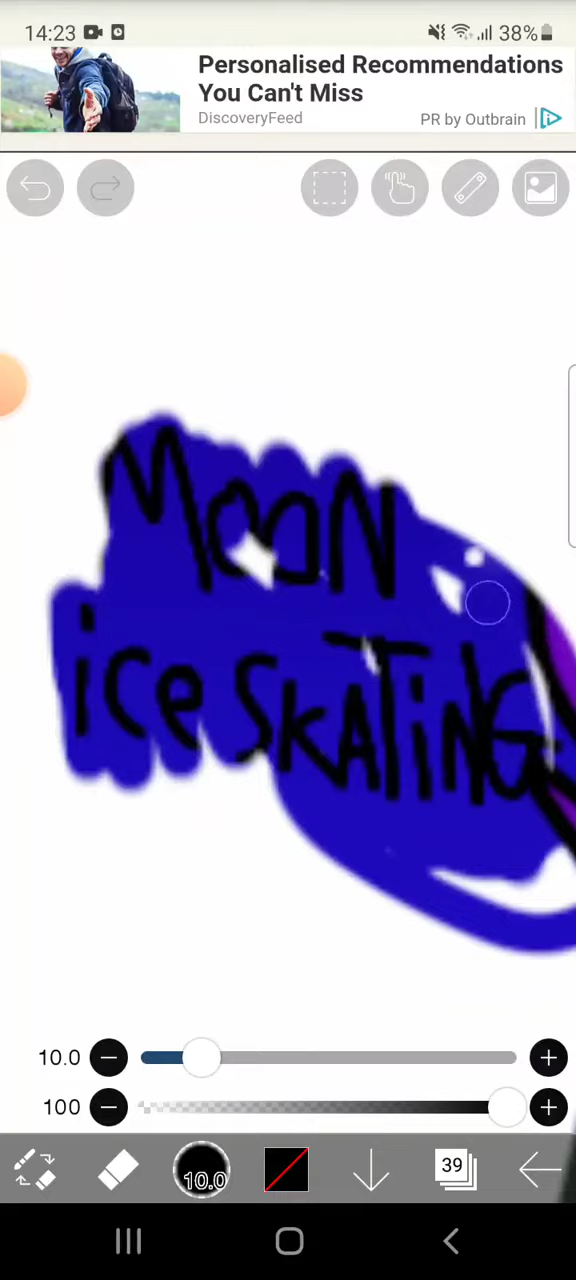 14:23
38%
Personalised Recommendations
You Can't Miss
DiscoveryFeed
PR by Outbrain
Moon
ice SKATiNG
10.0
100
10.0
39